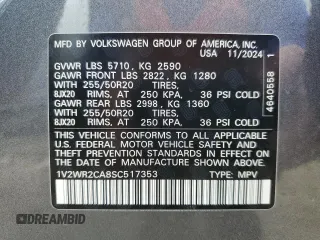 MFD. BY VOLKSWAGEN GROUP OF AMERICA, INC.
USA 11/2024
GVWR LBS 5710, KG 2590
GAWR FRONT LBS 2822, KG 1280
WITH 255/50R20 TIRES,
8JX20 RIMS, AT 250 KPA, 36 PSI COLD
GAWR REAR LBS 2998, KG 1360
WITH 255/50R20 TIRES,
8JX20 RIMS, AT 250 KPA, 36 PSI COLD
THIS VEHICLE CONFORMS TO ALL APPLICABLE
FEDERAL MOTOR VEHICLE SAFETY AND THEFT
PREVENTION STANDARDS IN EFFECT ON THE
DATE OF MANUFACTURE SHOWN ABOVE.
1V2WR2CA8SC517353 TYPE: MPV
4640558 1
© iDreamBid, LLC